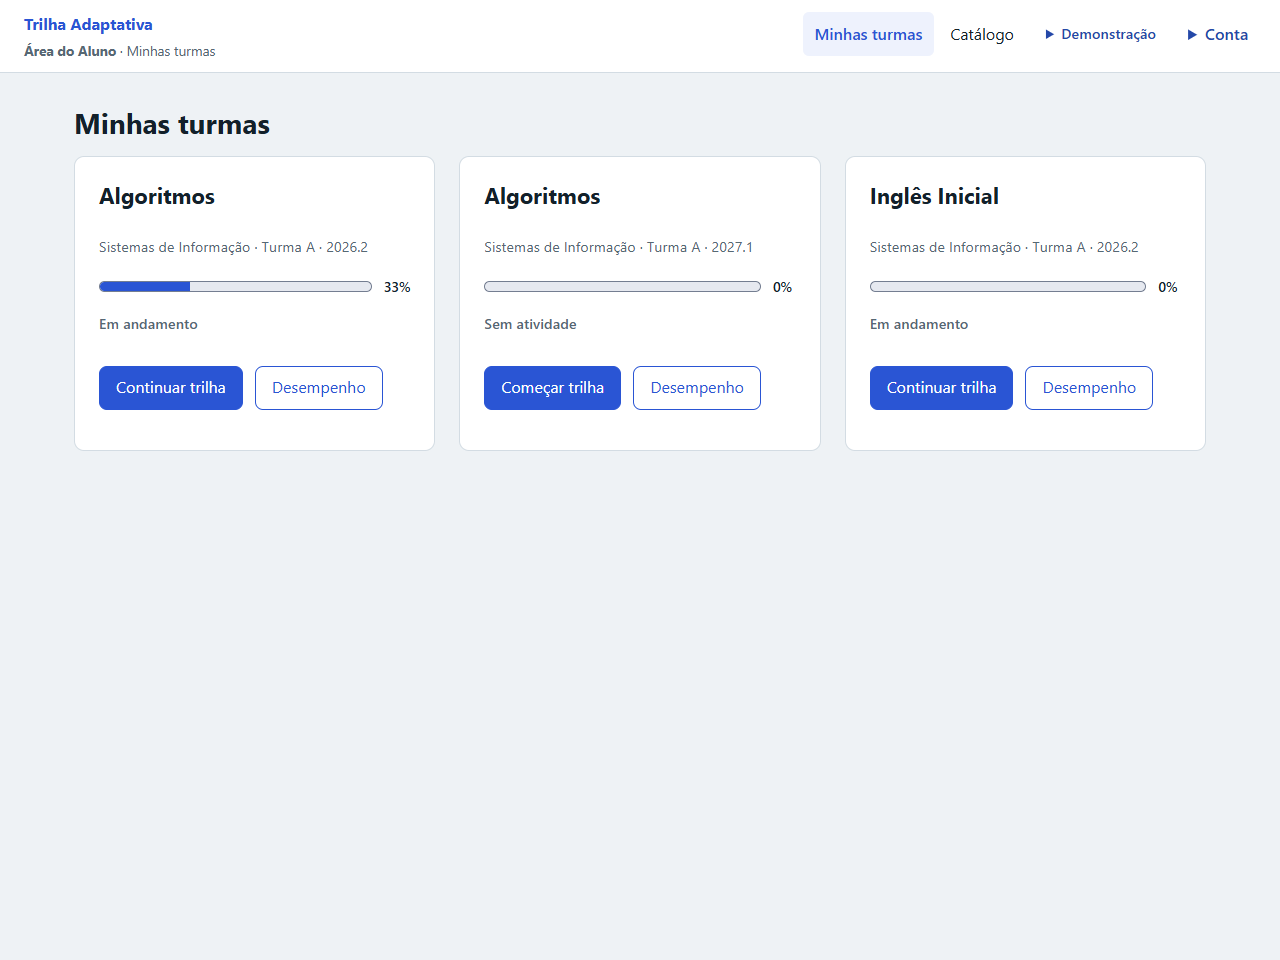 Trilha Adaptativa
Área do Aluno · Minhas turmas
Minhas turmas
Catálogo
Demonstração
Conta
Minhas turmas
Algoritmos
Sistemas de Informação · Turma A · 2026.2
33%
Em andamento
Continuar trilha
Desempenho
Algoritmos
Sistemas de Informação · Turma A · 2027.1
0%
Sem atividade
Começar trilha
Desempenho
Inglês Inicial
Sistemas de Informação · Turma A · 2026.2
0%
Em andamento
Continuar trilha
Desempenho